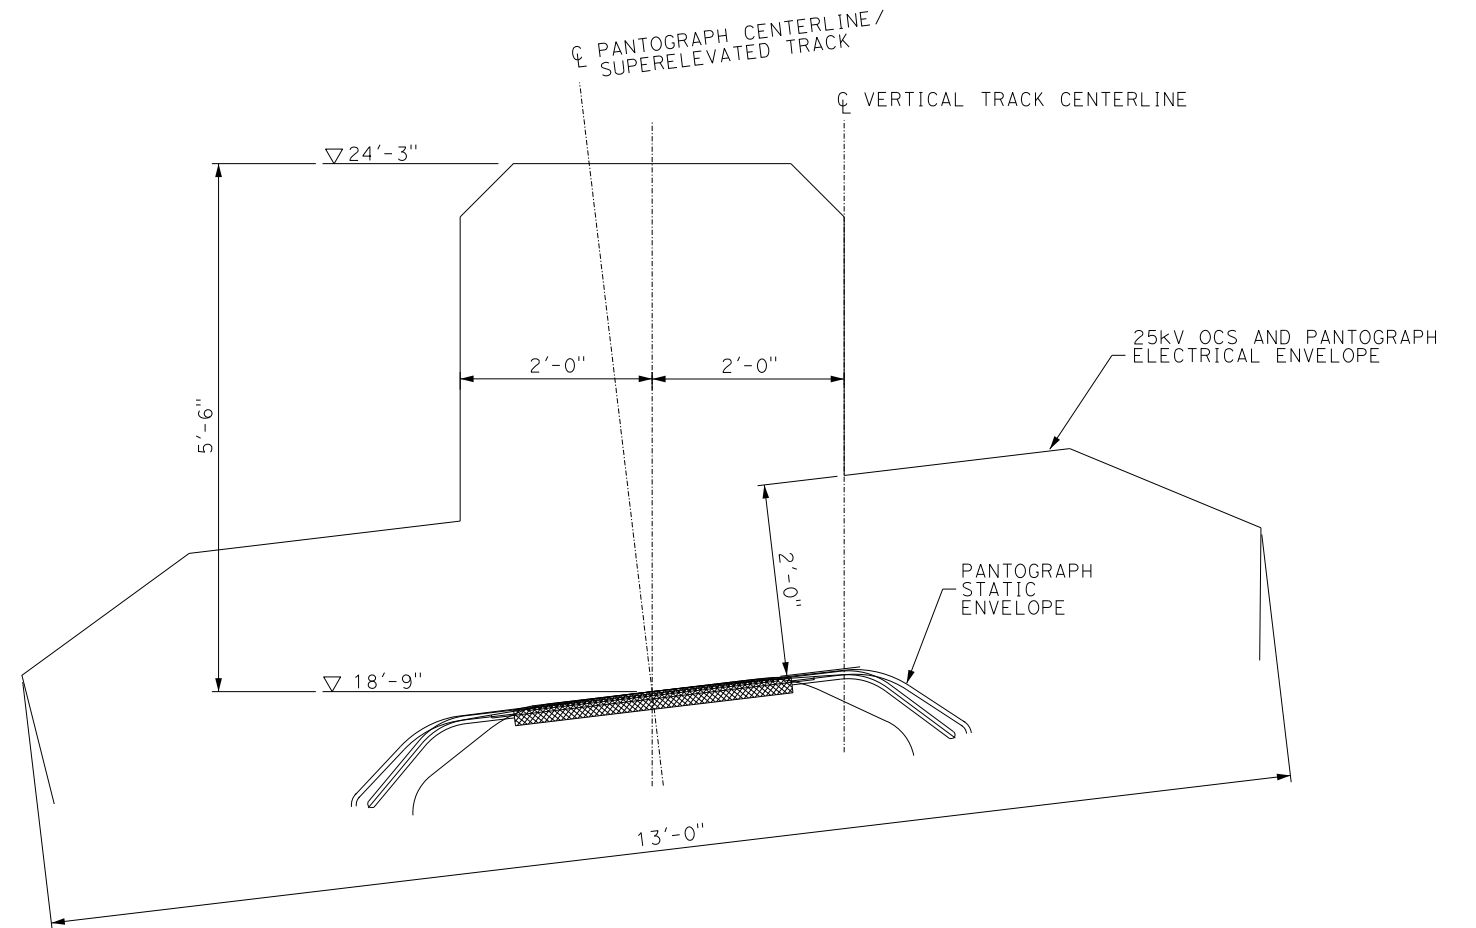 ℄ PANTOGRAPH CENTERLINE/
SUPERELEVATED TRACK
℄ VERTICAL TRACK CENTERLINE
24'-3"
25kV OCS AND PANTOGRAPH
ELECTRICAL ENVELOPE
2'-0"
2'-0"
5'-6"
2'-0"
PANTOGRAPH
STATIC
ENVELOPE
18'-9"
13'-0"